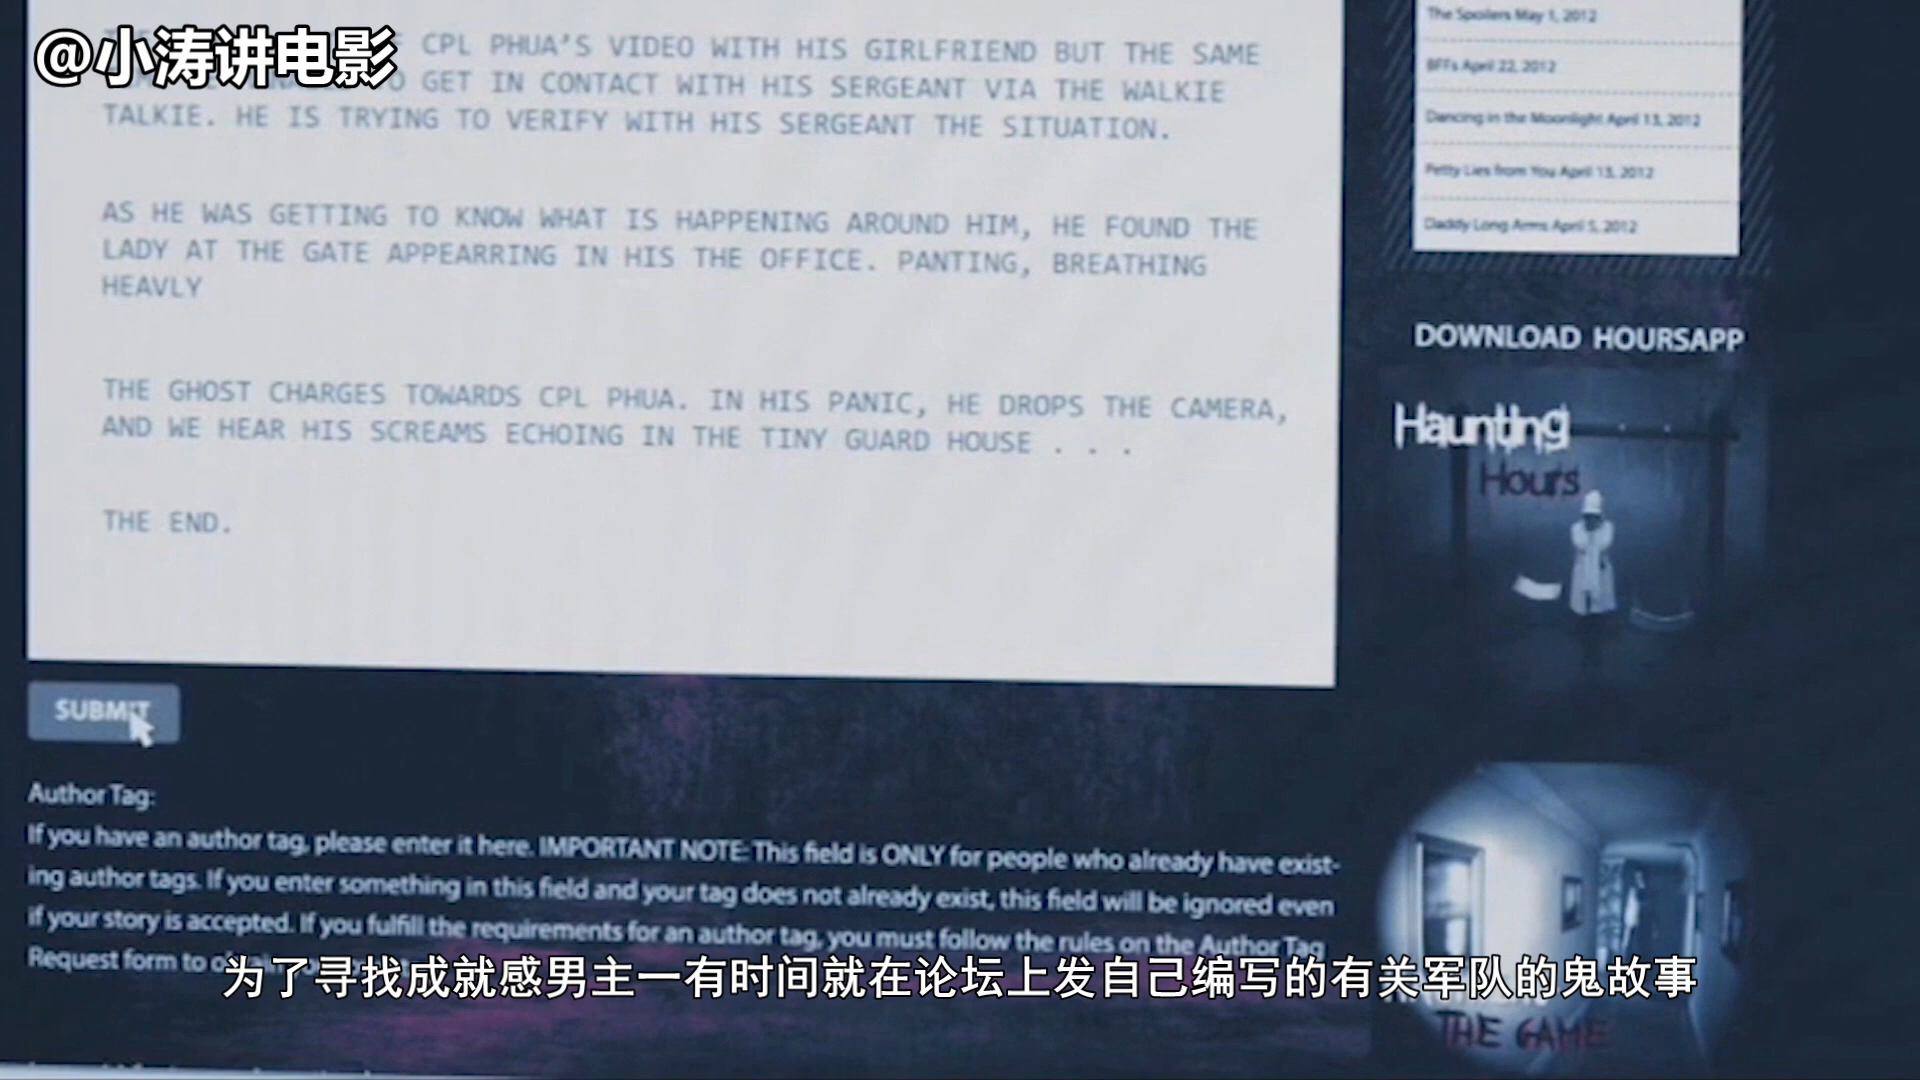 @小涛讲电影
CPL PHUA'S VIDEO WITH HIS GIRLFRIEND BUT THE SAME
GET IN CONTACT WITH HIS SERGEANT VIA THE WALKIE
TALKIE. HE IS TRYING TO VERIFY WITH HIS SERGEANT THE SITUATION.
AS HE WAS GETTING TO KNOW WHAT IS HAPPENING AROUND HIM, HE FOUND THE
LADY AT THE GATE APPEARRING IN HIS THE OFFICE. PANTING, BREATHING
HEAVLY
THE GHOST CHARGES TOWARDS CPL PHUA. IN HIS PANIC, HE DROPS THE CAMERA,
AND WE HEAR HIS SCREAMS ECHOING IN THE TINY GUARD HOUSE . . .
THE END.
SUBMIT
Author Tag:
If you have an author tag, please enter it here. IMPORTANT NOTE: This field is ONLY for people who already have exist-
ing author tags. If you enter something in this field and your tag does not already exist, this field will be ignored even
if your story is accepted. If you fulfill the requirements for an author tag, you must follow the rules on the Author Tag
Request form to
The Spoilers May 1, 2012
BFFs April 22, 2012
Dancing in the Moonlight April 13, 2012
Petty Lies from You April 13, 2012
Daddy Long Arms April 5, 2012
DOWNLOAD HOURSAPP
Haunting
Hours
THE GAME
为了寻找成就感男主一有时间就在论坛上发自己编写的有关军队的鬼故事